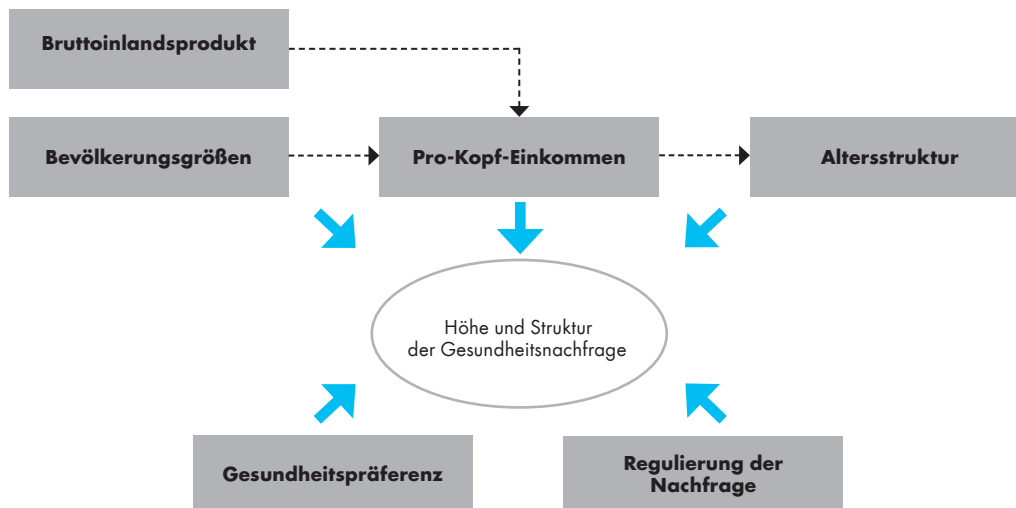 Bruttoinlandsprodukt
Bevölkerungsgrößen
Pro-Kopf-Einkommen
Altersstruktur
Höhe und Struktur
der Gesundheitsnachfrage
Gesundheitspräferenz
Regulierung der
Nachfrage